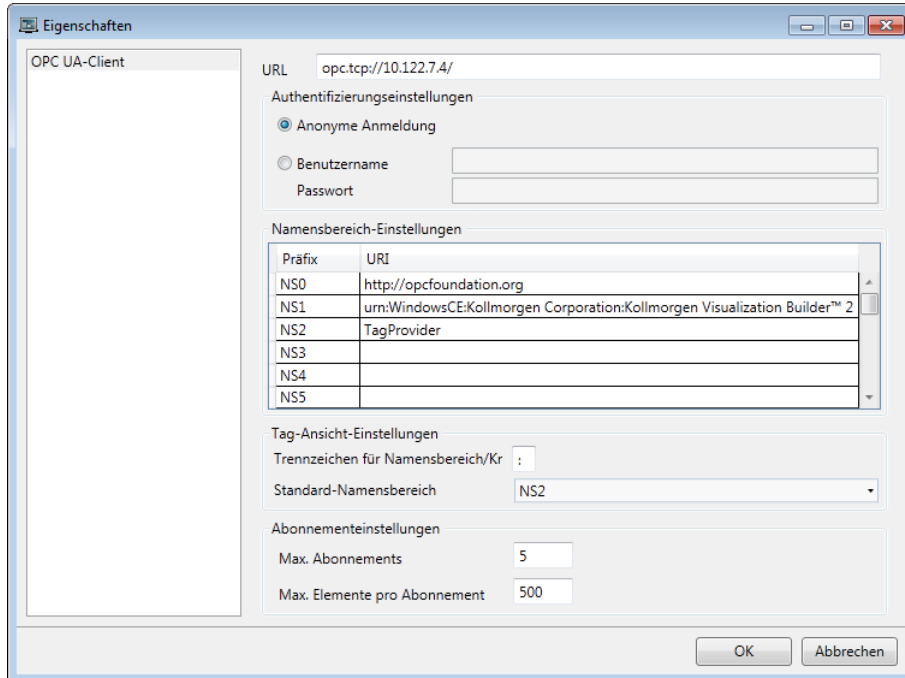 Eigenschaften
OPC UA-Client
URL opc.tcp://10.122.7.4/
Authentifizierungseinstellungen
Anonyme Anmeldung
Benutzername
Passwort
Namensbereich-Einstellungen
Präfix URI
NS0 http://opcfoundation.org
NS1 urn:WindowsCE:Kollmorgen Corporation:Kollmorgen Visualization Builder™ 2
NS2 TagProvider
NS3
NS4
NS5
Tag-Ansicht-Einstellungen
Trennzeichen für Namensbereich/Kr :
Standard-Namensbereich NS2
Abonnementeinstellungen
Max. Abonnements 5
Max. Elemente pro Abonnement 500
OK Abbrechen